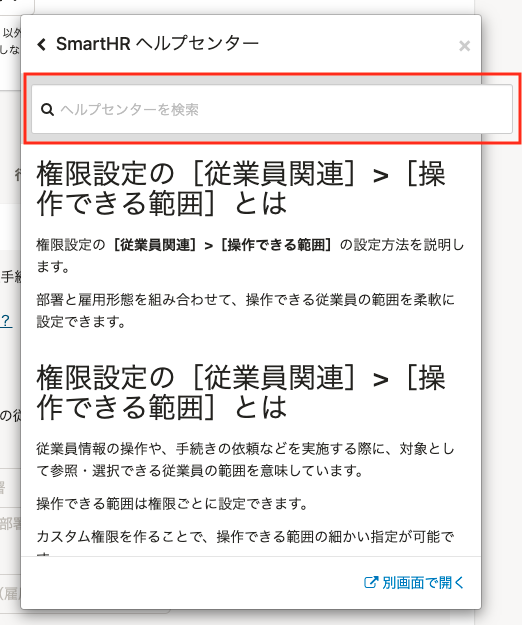 以外
しな
SmartHR ヘルプセンター
×
ヘルプセンターを検索
権限設定の［従業員関連］>［操
作できる範囲］とは
権限設定の［従業員関連］>［操作できる範囲］の設定方法を説明し
ます。
部署と雇用形態を組み合わせて、操作できる従業員の範囲を柔軟に
設定できます。
手続
?
権限設定の［従業員関連］>［操
作できる範囲］とは
の従
従業員情報の操作や、手続きの依頼などを実施する際に、対象とし
て参照・選択できる従業員の範囲を意味しています。
署
操作できる範囲は権限ごとに設定できます。
部署
カスタム権限を作ることで、操作できる範囲の細かい指定が可能で
別画面で開く
（雇